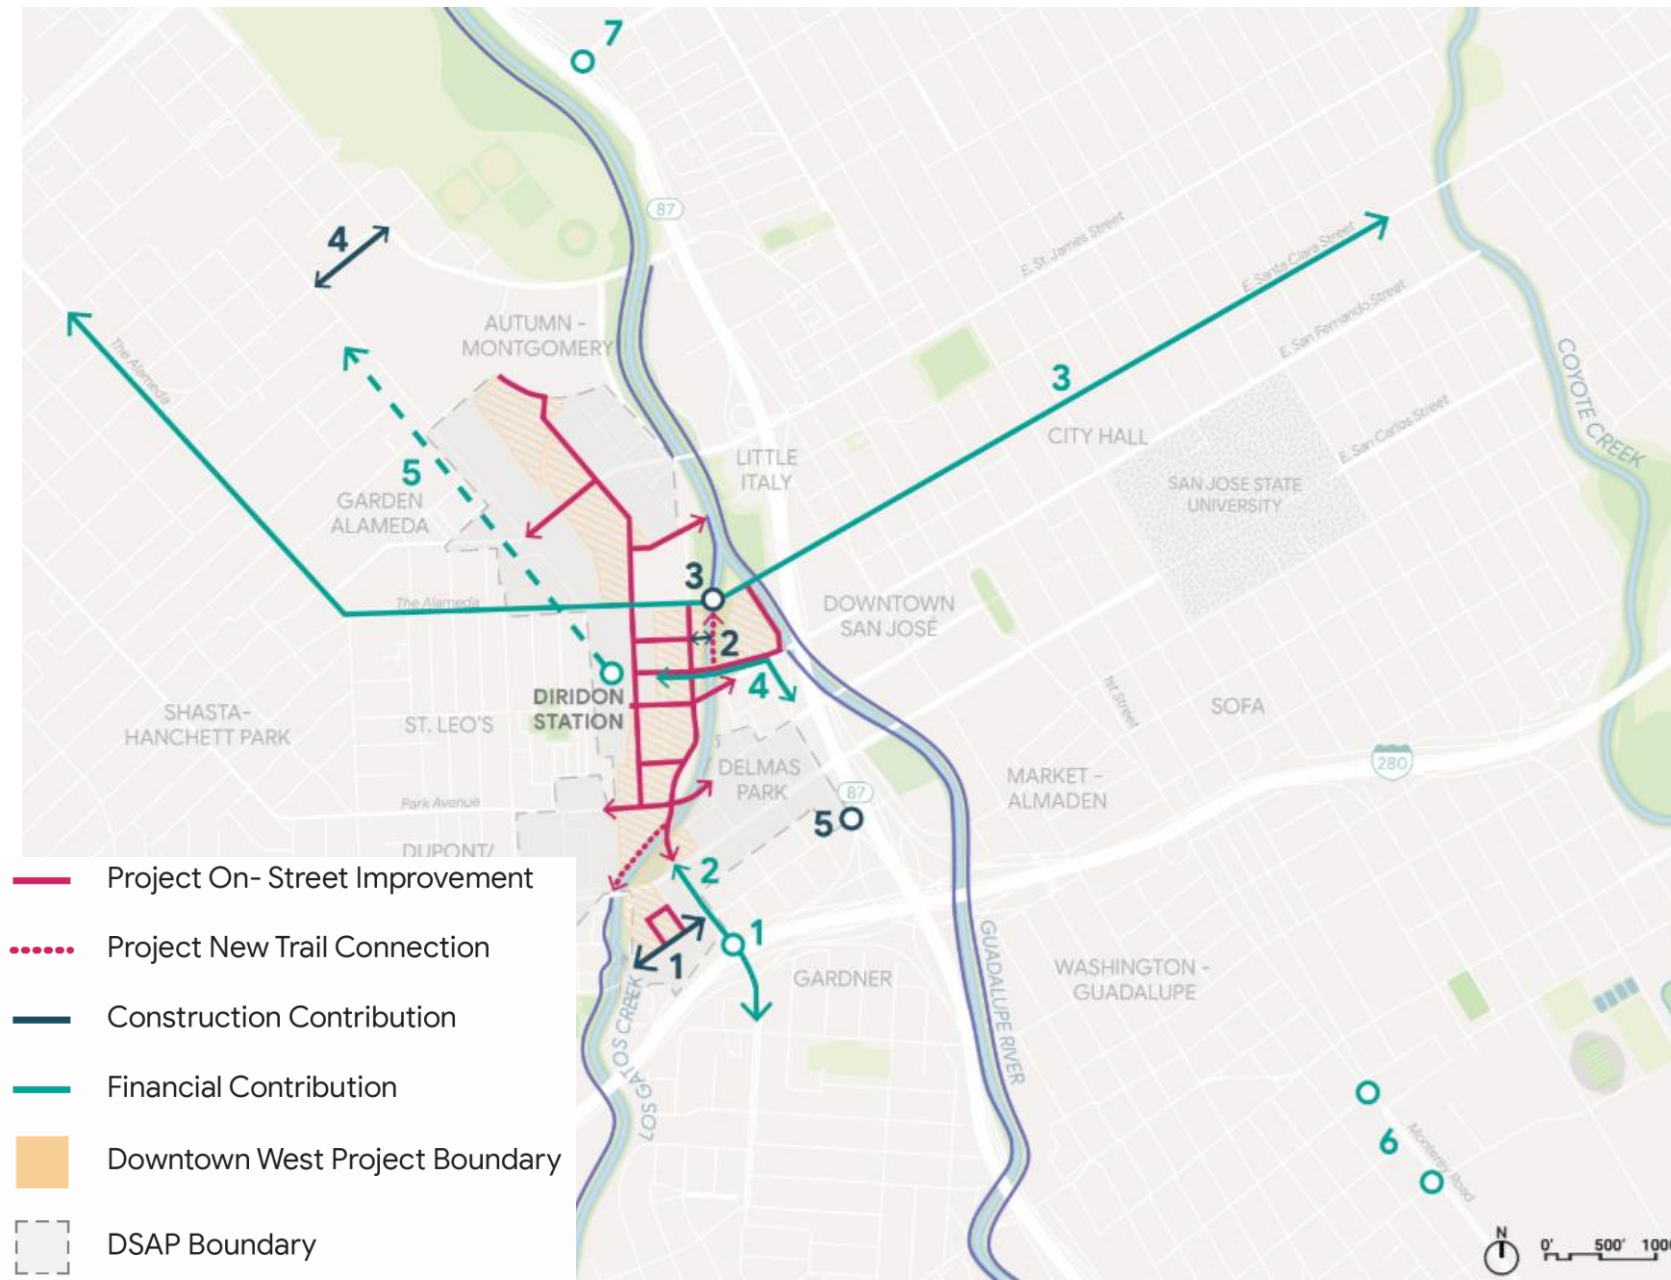 7
87
E. St. James Street
4
E. Santa Clara Street
E. San Fernando Street
AUTUMN -
MONTGOMERY
The Alameda
COYOTE CREEK
3
CITY HALL
E. San Carlos Street
LITTLE
ITALY
5
GARDEN
ALAMEDA
SAN JOSE STATE
UNIVERSITY
3
The Alameda
DOWNTOWN
SAN JOSÉ
2
4
DIRIDON
STATION
SHASTA-
HANCHETT PARK
ST. LEO'S
1st Street
SOFA
280
DELMAS
PARK
MARKET -
ALMADEN
87
Park Avenue
5
DUPONT/
2
1
1
GARDNER
WASHINGTON -
GUADALUPE
GUADALUPE RIVER
LOS GATOS CREEK
6
Monterey Road
Project On- Street Improvement
Project New Trail Connection
Construction Contribution
Financial Contribution
Downtown West Project Boundary
DSAP Boundary
N
0' 500' 1000